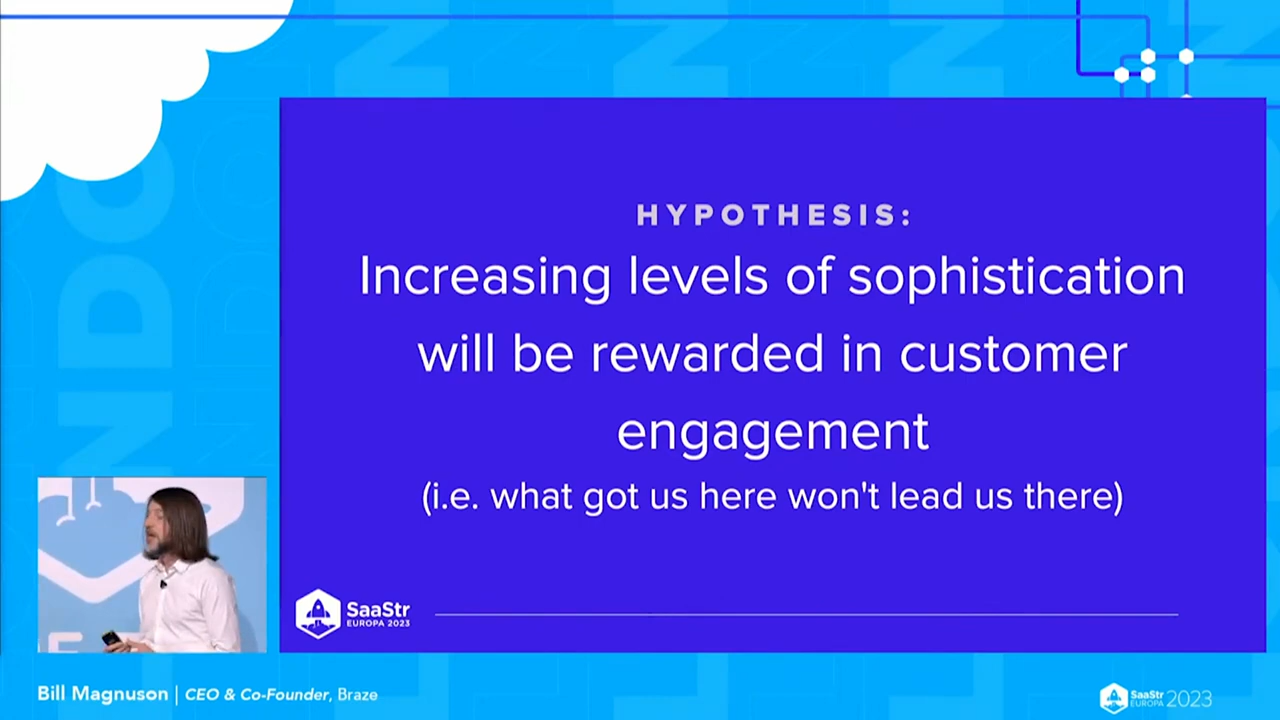 HYPOTHESIS:
Increasing levels of sophistication
will be rewarded in customer
engagement
(i.e. what got us here won't lead us there)
SaaStr
EUROPA 2023
Bill Magnuson | CEO & Co-Founder, Braze
SaaStr
EUROPA
2023